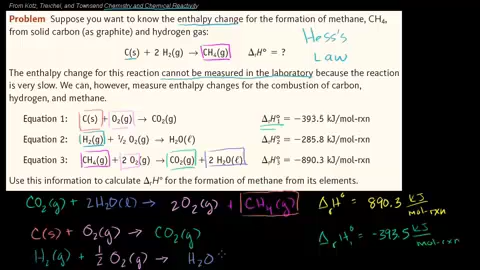 From Kotz, Treichel, and Townsend Chemistry and Chemical Reactivity
Problem Suppose you want to know the enthalpy change for the formation of methane, CH₄,
from solid carbon (as graphite) and hydrogen gas:
Hess's
Law
C(s) + 2 H₂(g) → CH₄(g) ΔᵣH° = ?
The enthalpy change for this reaction cannot be measured in the laboratory because the reaction
is very slow. We can, however, measure enthalpy changes for the combustion of carbon,
hydrogen, and methane.
Equation 1: C(s) + O₂(g) → CO₂(g) ΔᵣH°₁ = −393.5 kJ/mol-rxn
Equation 2: H₂(g) + ½ O₂(g) → H₂O(ℓ) ΔᵣH°₂ = −285.8 kJ/mol-rxn
Equation 3: CH₄(g) + 2 O₂(g) → CO₂(g) + 2 H₂O(ℓ) ΔᵣH°₃ = −890.3 kJ/mol-rxn
Use this information to calculate ΔᵣH° for the formation of methane from its elements.
CO₂(g) + 2H₂O(l) → 2O₂(g) + CH₄(g) ΔᵣH° = 890.3 kJ/mol-rxn
C(s) + O₂(g) → CO₂(g) ΔᵣH°₁ = -393.5 kJ/mol-rxn
H₂(g) + ½ O₂(g) → H₂O